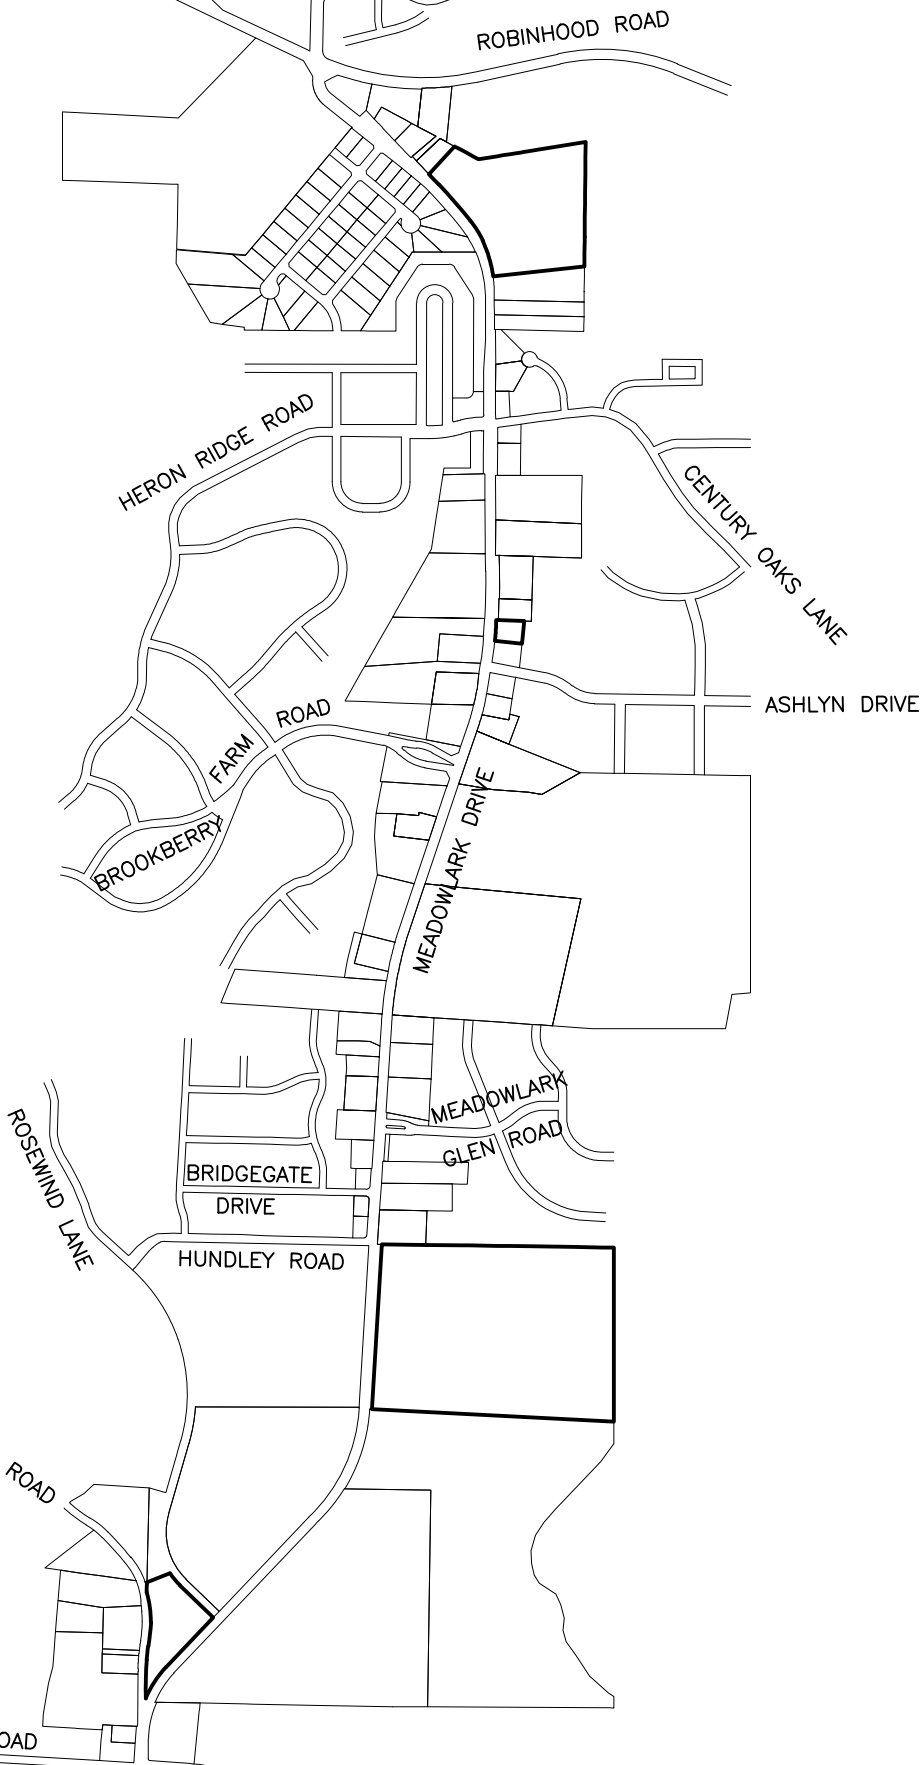 ROBINHOOD ROAD
HERON RIDGE ROAD
CENTURY OAKS LANE
ASHLYN DRIVE
BROOKBERRY FARM ROAD
MEADOWLARK DRIVE
MEADOWLARK
GLEN ROAD
ROSEWIND LANE
BRIDGEGATE
DRIVE
HUNDLEY ROAD
ROAD
OAD